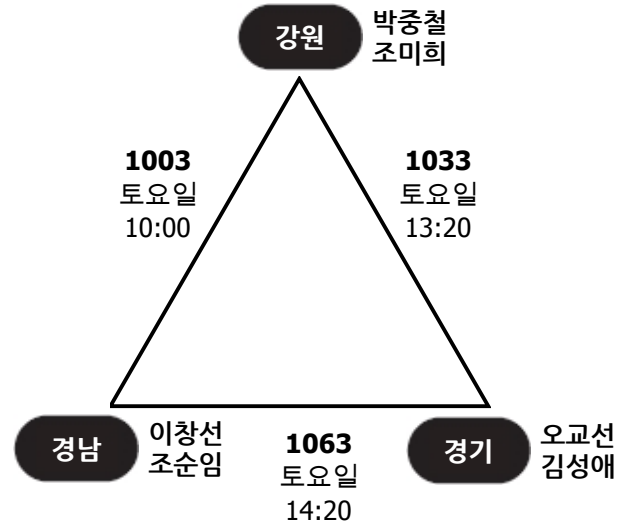 강원
박중철
조미희
1003
토요일
10:00
1033
토요일
13:20
경남
이창선
조순임
1063
토요일
14:20
경기
오교선
김성애